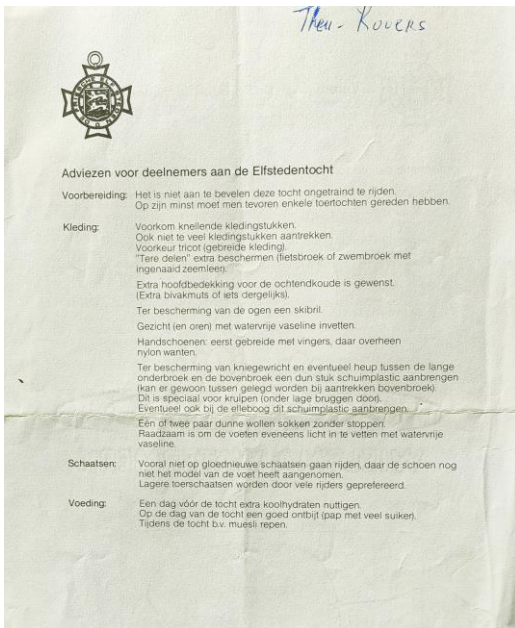 Theu- Rovers
Adviezen voor deelnemers aan de Elfstedentocht
Voorbereiding: Het is niet aan te bevelen deze tocht ongetraind te rijden.
Op zijn minst moet men tevoren enkele toertochten gereden hebben.
Kleding: Voorkom knellende kledingstukken.
Ook niet te veel kledingstukken aantrekken.
Voorkeur tricot (gebreide kleding).
"Tere delen" extra beschermen (fietsbroek of zwembroek met
ingenaaid zeemleer.
Extra hoofdbedekking voor de ochtendkoude is gewenst.
(Extra bivakmuts of iets dergelijks).
Ter bescherming van de ogen een skibril.
Gezicht (en oren) met watervrije vaseline invetten.
Handschoenen: eerst gebreide met vingers, daar overheen
nylon wanten.
Ter bescherming van kniegewricht en eventueel heup tussen de lange
onderbroek en de bovenbroek een dun stuk schuimplastic aanbrengen
(kan er gewoon tussen gelegd worden bij aantrekken bovenbroek).
Dit is speciaal voor kruipen (onder lage bruggen door).
Eventueel ook bij de elleboog dit schuimplastic aanbrengen.
Eén of twee paar dunne wollen sokken zonder stoppen.
Raadzaam is om de voeten eveneens licht in te vetten met watervrije
vaseline.
Schaatsen: Vooral niet op gloednieuwe schaatsen gaan rijden, daar de schoen nog
niet het model van de voet heeft aangenomen.
Lagere toerschaatsen worden door vele rijders geprefereerd.
Voeding: Een dag vóór de tocht extra koolhydraten nuttigen.
Op de dag van de tocht een goed ontbijt (pap met veel suiker).
Tijdens de tocht b.v. muesli repen.